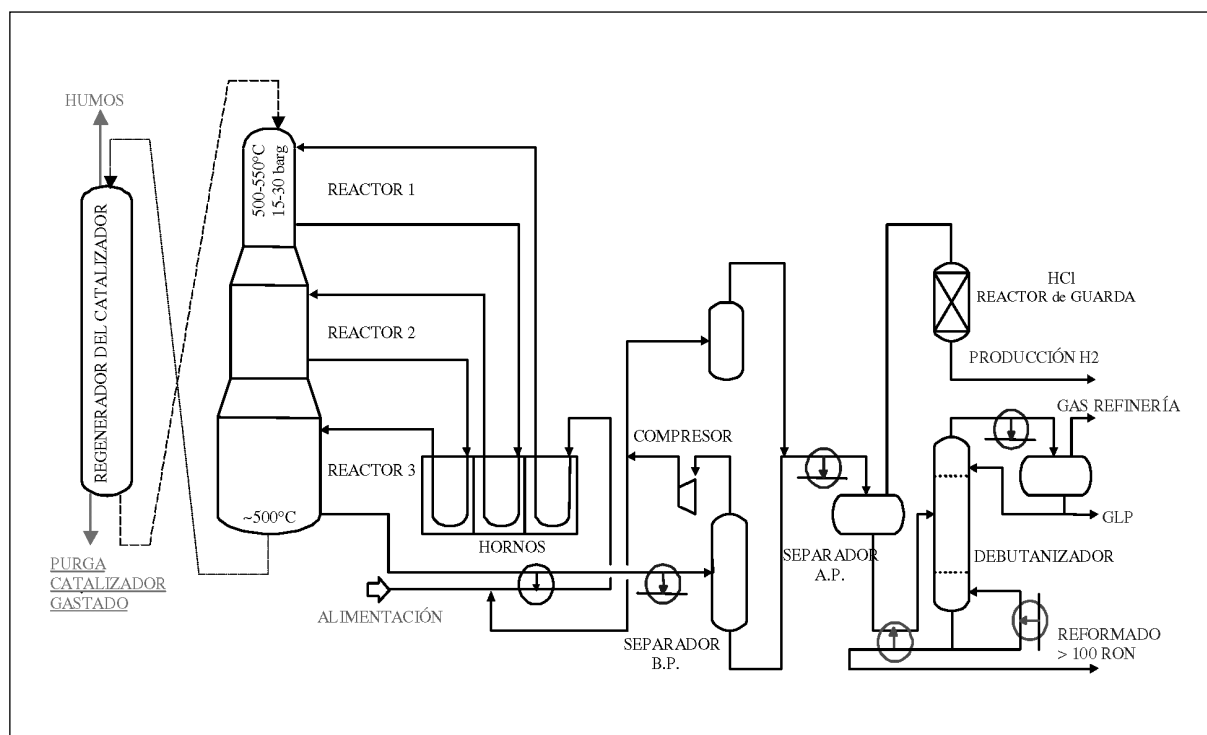 HUMOS
REGENERADOR DEL CATALIZADOR
PURGA
CATALIZADOR
GASTADO
500-550°C
15-30 barg
REACTOR 1
REACTOR 2
REACTOR 3
~500°C
HORNOS
ALIMENTACIÓN
COMPRESOR
SEPARADOR
B.P.
SEPARADOR
A.P.
HCl
REACTOR de GUARDA
PRODUCCIÓN H2
GAS REFINERÍA
GLP
DEBUTANIZADOR
REFORMADO
> 100 RON